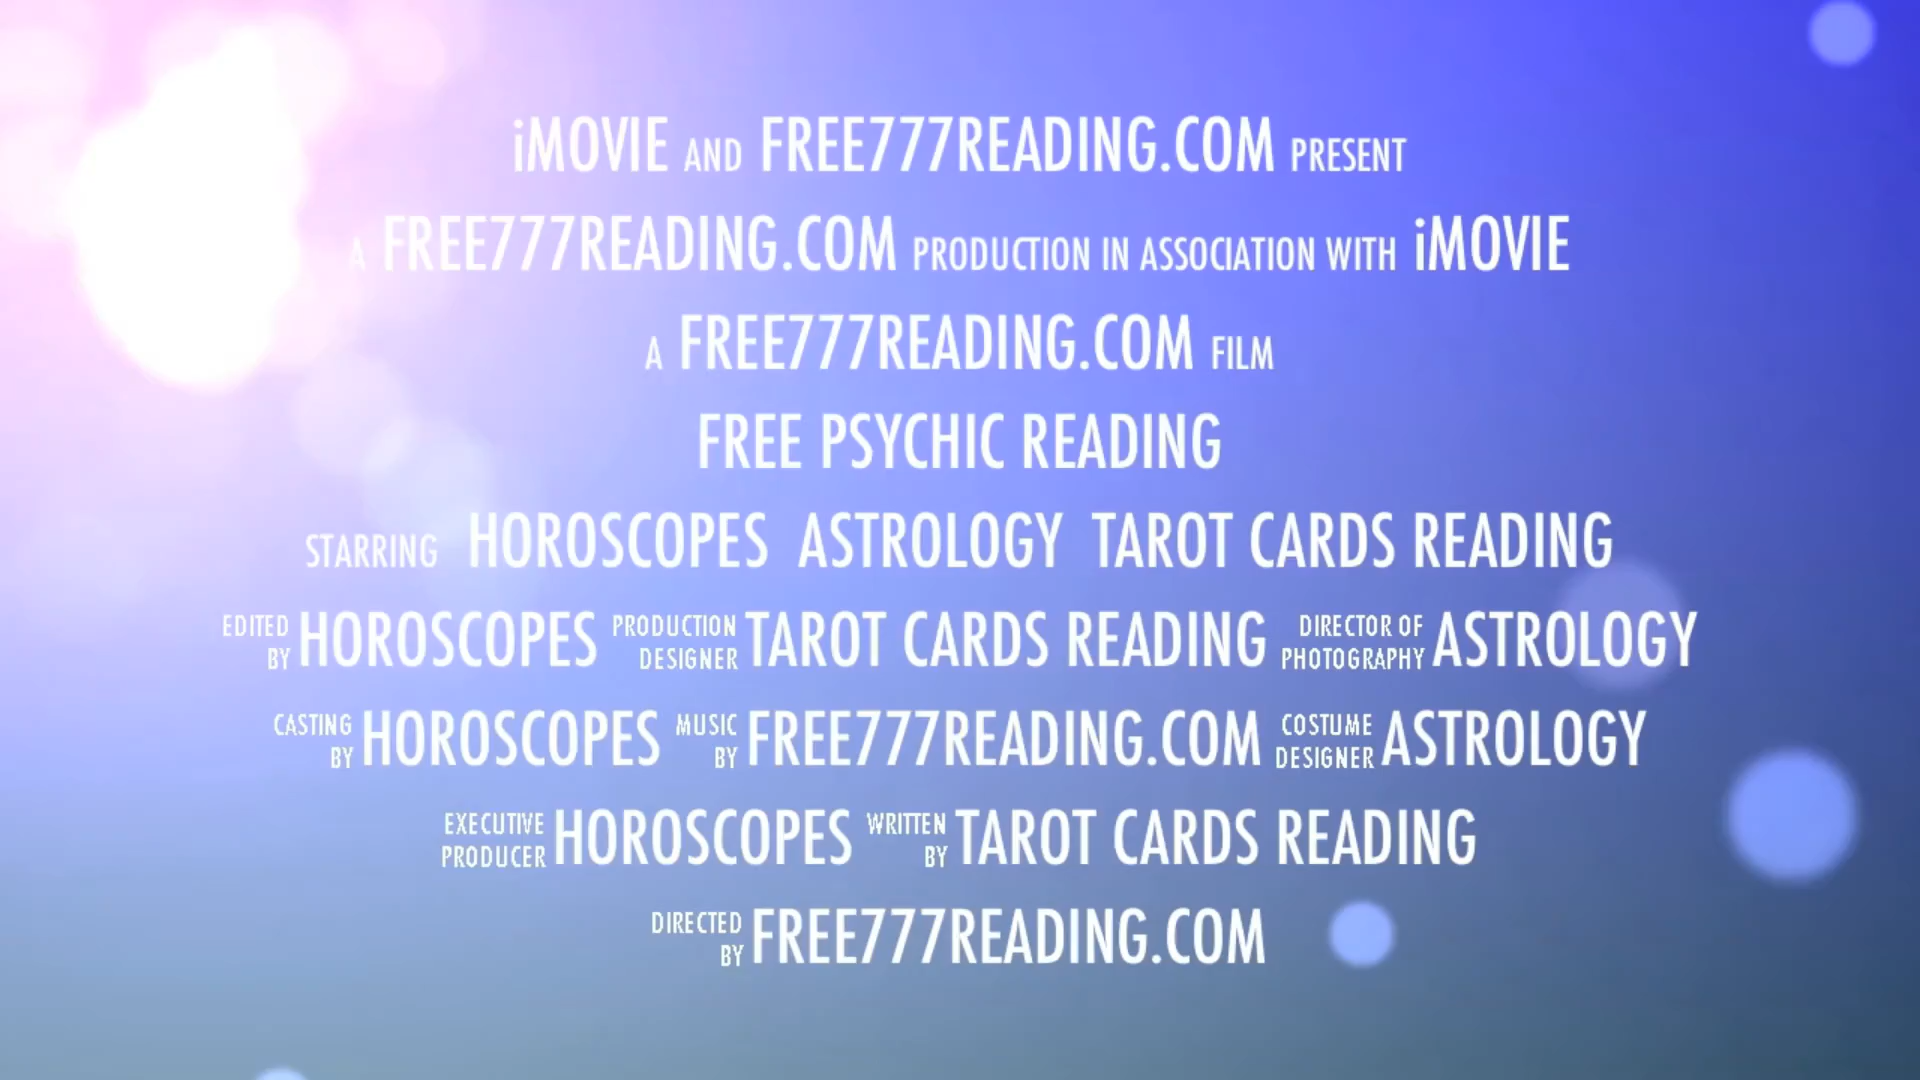 iMOVIE AND FREE777READING.COM PRESENT
A FREE777READING.COM PRODUCTION IN ASSOCIATION WITH iMOVIE
A FREE777READING.COM FILM
FREE PSYCHIC READING
STARRING HOROSCOPES ASTROLOGY TAROT CARDS READING
EDITED BY HOROSCOPES PRODUCTION DESIGNER TAROT CARDS READING DIRECTOR OF PHOTOGRAPHY ASTROLOGY
CASTING BY HOROSCOPES MUSIC BY FREE777READING.COM COSTUME DESIGNER ASTROLOGY
EXECUTIVE PRODUCER HOROSCOPES WRITTEN BY TAROT CARDS READING
DIRECTED BY FREE777READING.COM